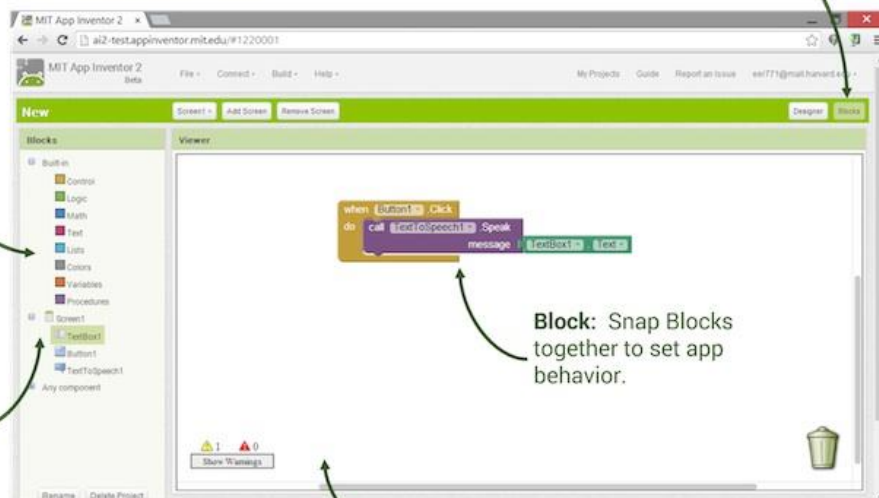 MIT App Inventor 2
ai2-test.appinventor.mit.edu/#1220001
MIT App Inventor 2
Beta
File Connect Build Help
My Projects Guide Report an Issue
New
Screen1 Add Screen Remove Screen
Designer Blocks
Blocks
Viewer
Built-in
Control
Logic
Math
Text
Lists
Colors
Variables
Procedures
Screen1
TextBox1
Button1
TextToSpeech1
Any component
when Button1 .Click
do call TextToSpeech1 .Speak
message TextBox1 . Text
Block: Snap Blocks
together to set app
behavior.
1 0
Show Warnings
Rename Delete Project